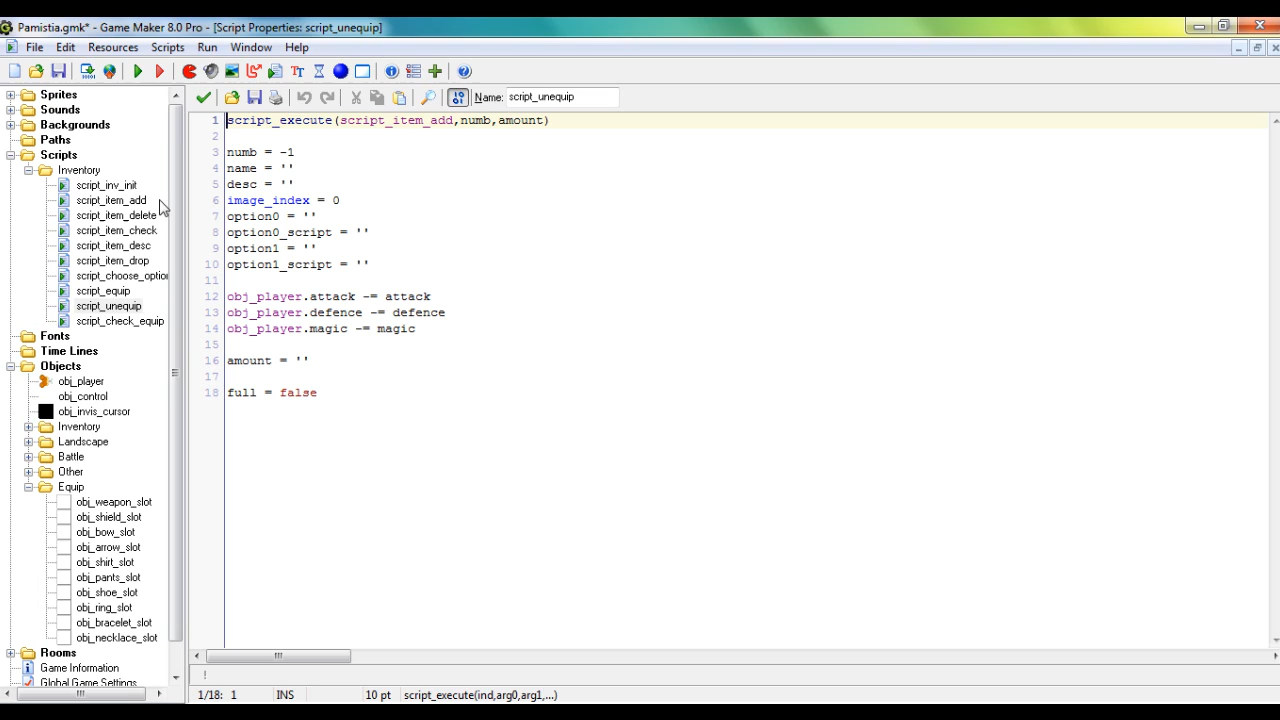 Pamistia.gmk* - Game Maker 8.0 Pro - [Script Properties: script_unequip]
File Edit Resources Scripts Run Window Help
Name: script_unequip
Sprites
Sounds
Backgrounds
Paths
Scripts
Inventory
script_inv_init
script_item_add
script_item_delete
script_item_check
script_item_desc
script_item_drop
script_choose_option
script_equip
script_unequip
script_check_equip
Fonts
Time Lines
Objects
obj_player
obj_control
obj_invis_cursor
Inventory
Landscape
Battle
Other
Equip
obj_weapon_slot
obj_shield_slot
obj_bow_slot
obj_arrow_slot
obj_shirt_slot
obj_pants_slot
obj_shoe_slot
obj_ring_slot
obj_bracelet_slot
obj_necklace_slot
Rooms
Game Information
Global Game Settings
1 script_execute(script_item_add,numb,amount)
2
3 numb = -1
4 name = ''
5 desc = ''
6 image_index = 0
7 option0 = ''
8 option0_script = ''
9 option1 = ''
10 option1_script = ''
11
12 obj_player.attack -= attack
13 obj_player.defence -= defence
14 obj_player.magic -= magic
15
16 amount = ''
17
18 full = false
1/18: 1 INS 10 pt script_execute(ind,arg0,arg1,...)